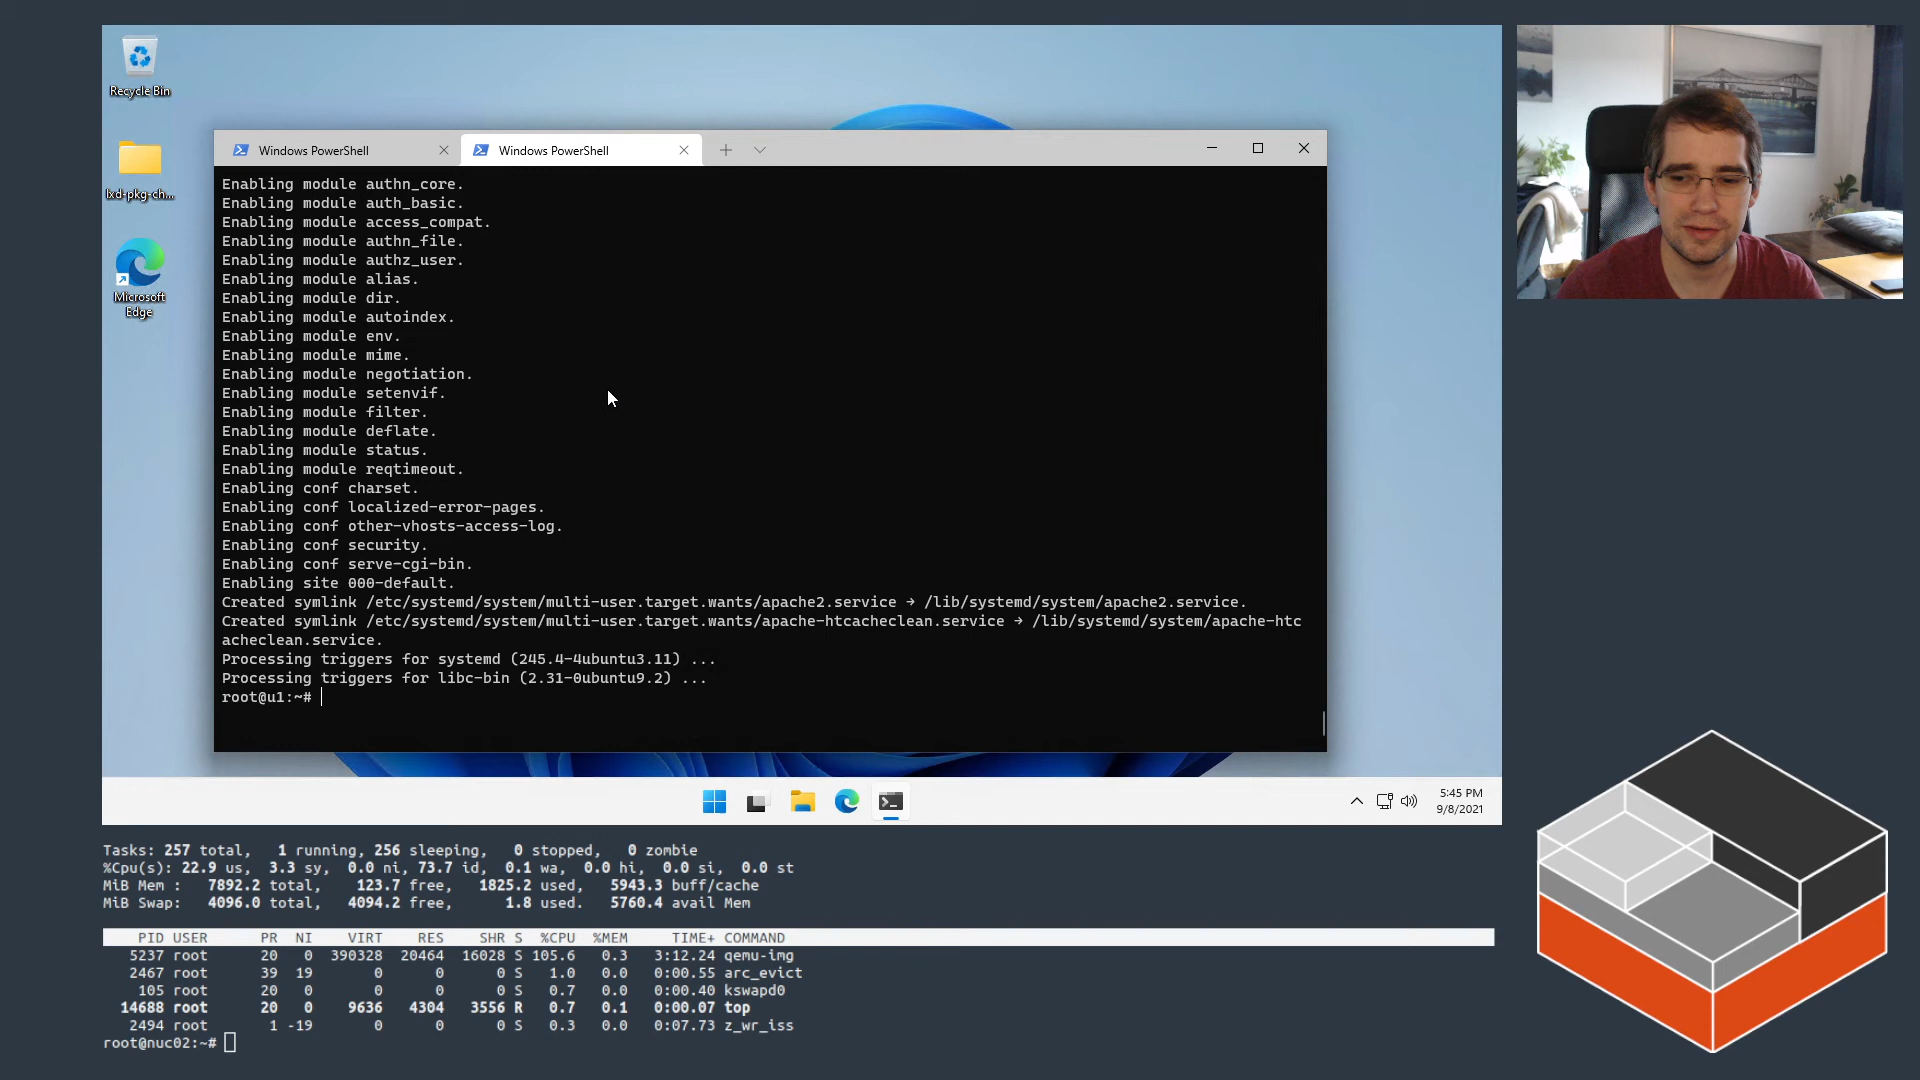 Recycle Bin
lxd-pkg-ch...
Microsoft
Edge
Windows PowerShell
Windows PowerShell
Enabling module authn_core.
Enabling module auth_basic.
Enabling module access_compat.
Enabling module authn_file.
Enabling module authz_user.
Enabling module alias.
Enabling module dir.
Enabling module autoindex.
Enabling module env.
Enabling module mime.
Enabling module negotiation.
Enabling module setenvif.
Enabling module filter.
Enabling module deflate.
Enabling module status.
Enabling module reqtimeout.
Enabling conf charset.
Enabling conf localized-error-pages.
Enabling conf other-vhosts-access-log.
Enabling conf security.
Enabling conf serve-cgi-bin.
Enabling site 000-default.
Created symlink /etc/systemd/system/multi-user.target.wants/apache2.service → /lib/systemd/system/apache2.service.
Created symlink /etc/systemd/system/multi-user.target.wants/apache-htcacheclean.service → /lib/systemd/system/apache-htc
acheclean.service.
Processing triggers for systemd (245.4-4ubuntu3.11) ...
Processing triggers for libc-bin (2.31-0ubuntu9.2) ...
root@u1:~#
5:45 PM
9/8/2021
Tasks: 257 total, 1 running, 256 sleeping, 0 stopped, 0 zombie
%Cpu(s): 22.9 us, 3.3 sy, 0.0 ni, 73.7 id, 0.1 wa, 0.0 hi, 0.0 si, 0.0 st
MiB Mem : 7892.2 total, 123.7 free, 1825.2 used, 5943.3 buff/cache
MiB Swap: 4096.0 total, 4094.2 free, 1.8 used. 5760.4 avail Mem
PID USER PR NI VIRT RES SHR S %CPU %MEM TIME+ COMMAND
5237 root 20 0 390328 20464 16028 S 105.6 0.3 3:12.24 qemu-img
2467 root 39 19 0 0 0 S 1.0 0.0 0:00.55 arc_evict
105 root 20 0 0 0 0 S 0.7 0.0 0:00.40 kswapd0
14688 root 20 0 9636 4304 3556 R 0.7 0.1 0:00.07 top
2494 root 1 -19 0 0 0 S 0.3 0.0 0:07.73 z_wr_iss
root@nuc02:~#